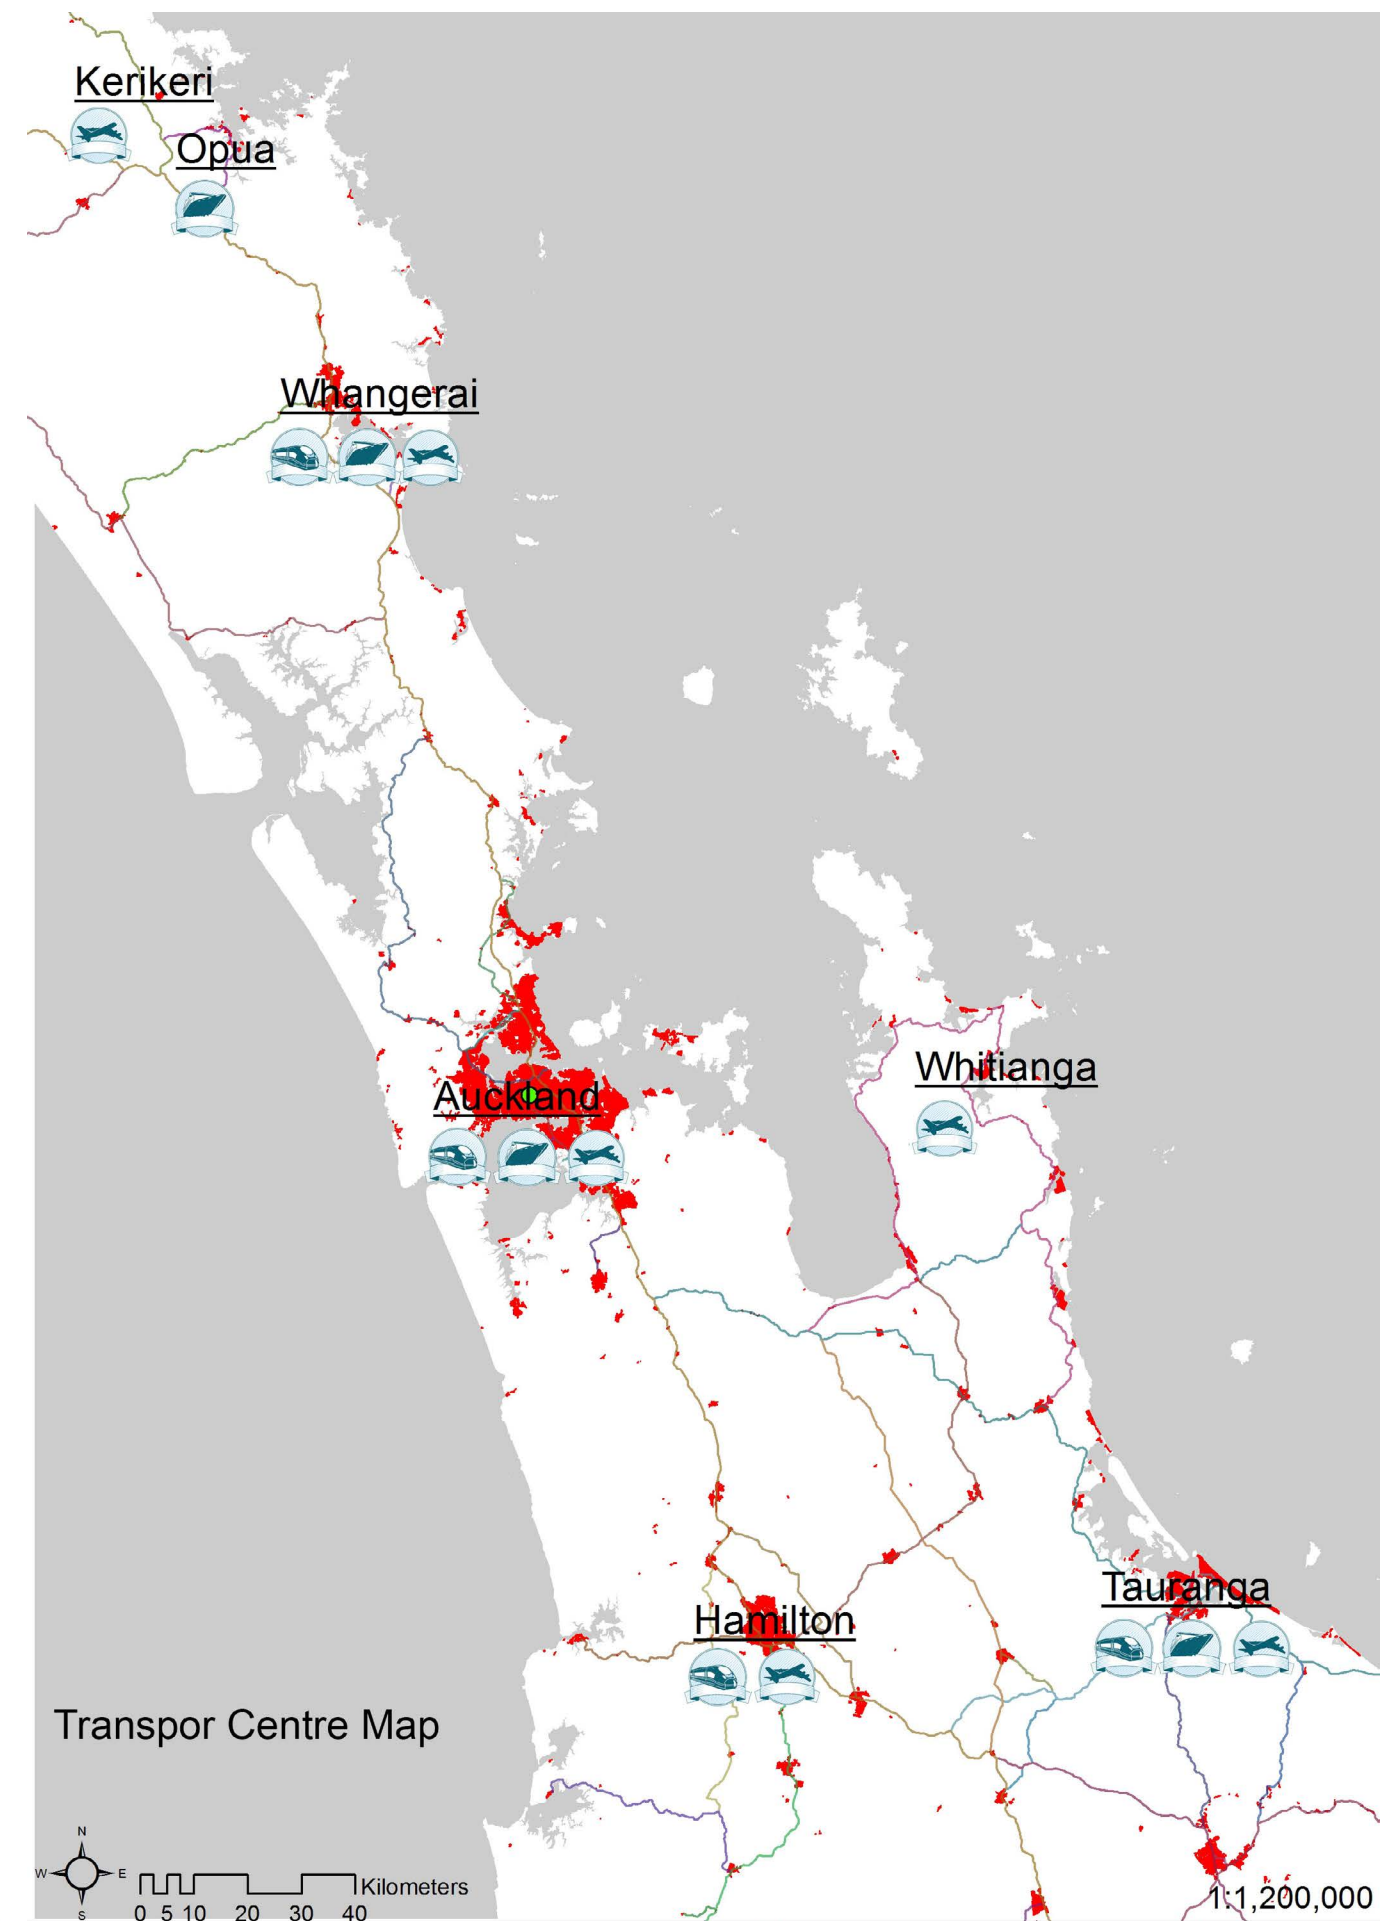 Kerikeri
Opua
Whangerai
Whitianga
Auckland
Tauranga
Hamilton
Transpor Centre Map
N
W E
S
Kilometers
0 5 10 20 30 40
1:1,200,000